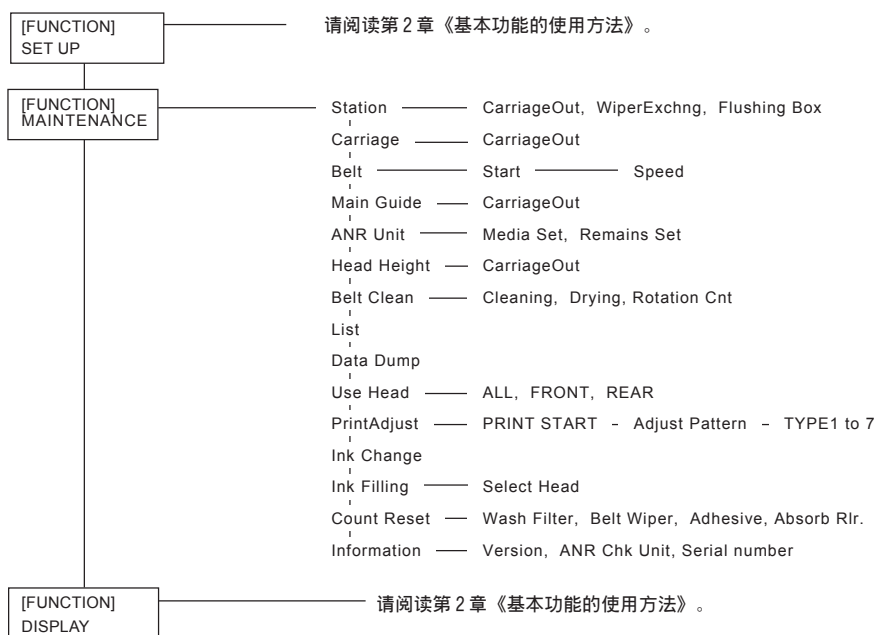 [FUNCTION]
SET UP
请阅读第2章《基本功能的使用方法》。
[FUNCTION]
MAINTENANCE
Station CarriageOut, WiperExchng, Flushing Box
Carriage CarriageOut
Belt Start Speed
Main Guide CarriageOut
ANR Unit Media Set, Remains Set
Head Height CarriageOut
Belt Clean Cleaning, Drying, Rotation Cnt
List
Data Dump
Use Head ALL, FRONT, REAR
PrintAdjust PRINT START – Adjust Pattern – TYPE1 to 7
Ink Change
Ink Filling Select Head
Count Reset Wash Filter, Belt Wiper, Adhesive, Absorb Rlr.
Information Version, ANR Chk Unit, Serial number
[FUNCTION]
DISPLAY
请阅读第2章《基本功能的使用方法》。